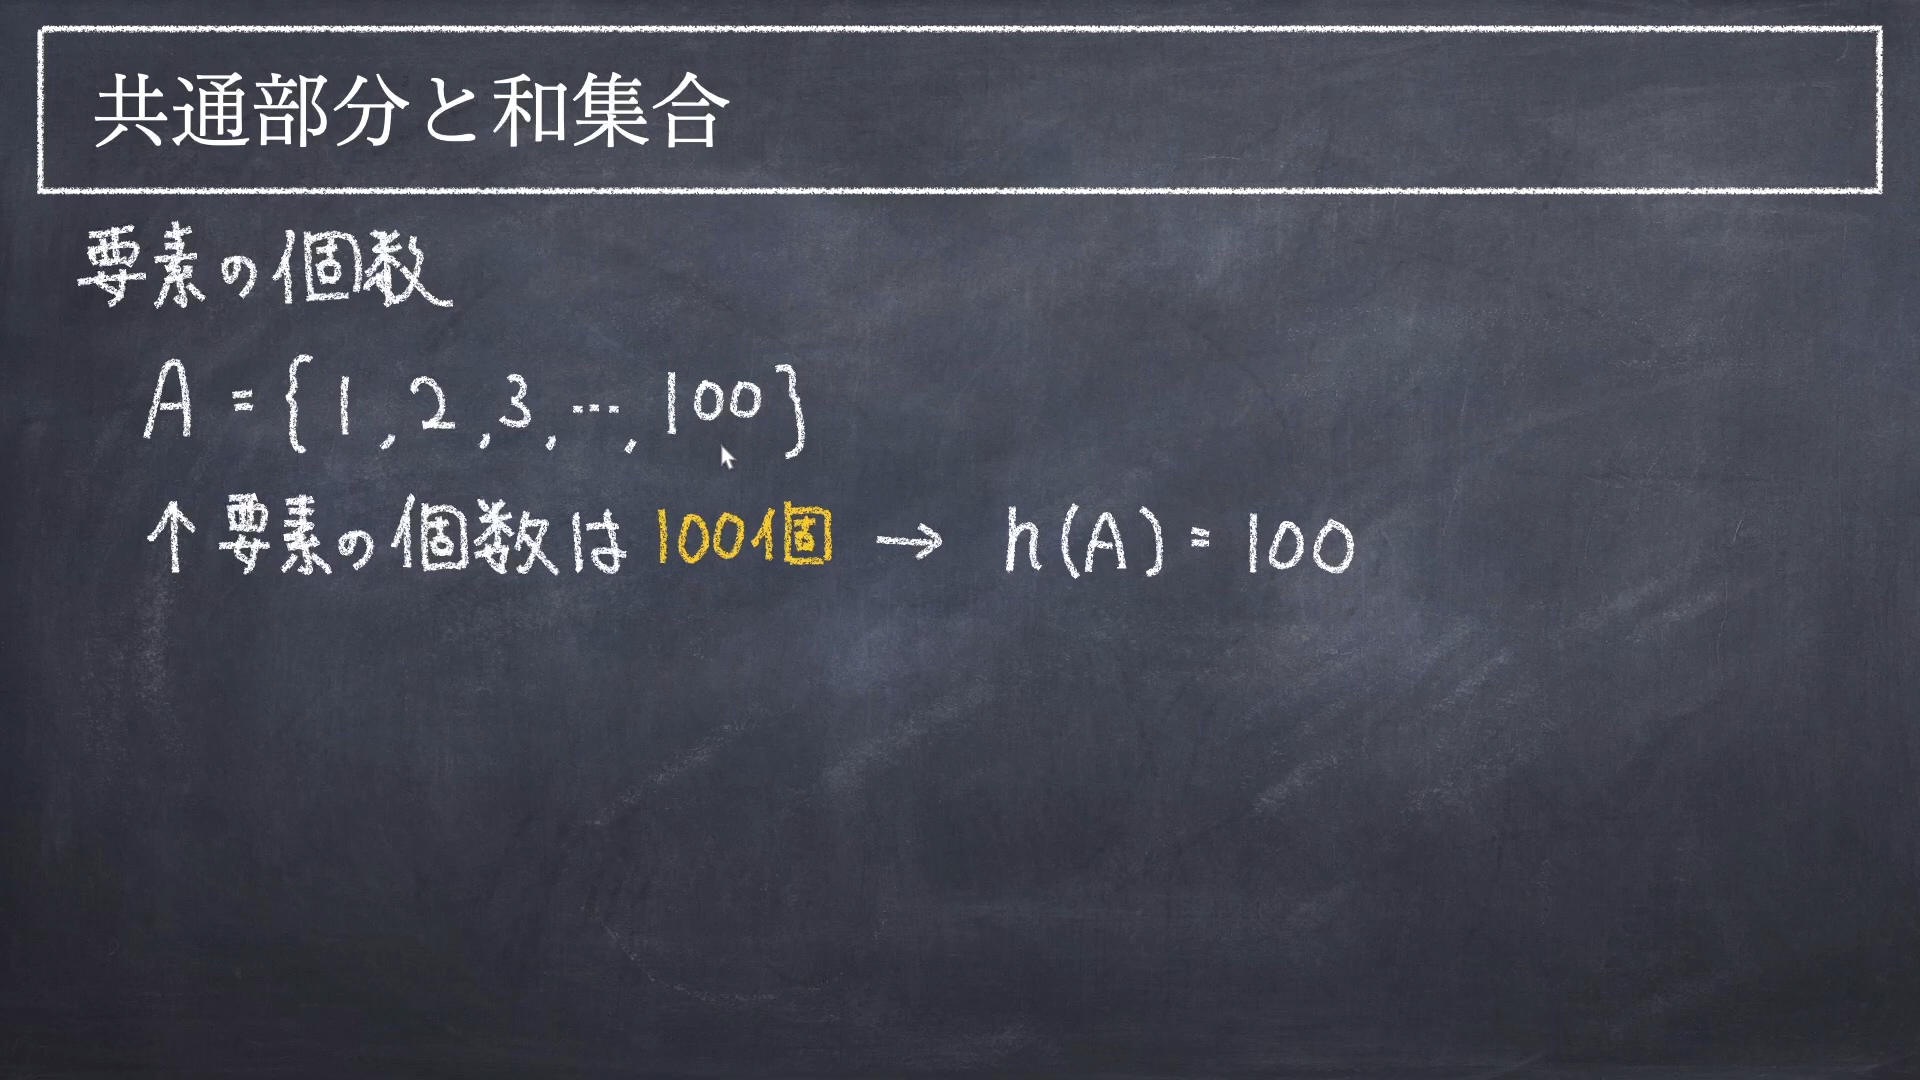 共通部分と和集合
要素の個数
A = {1, 2, 3, …, 100}
↑要素の個数は100個 → n(A) = 100